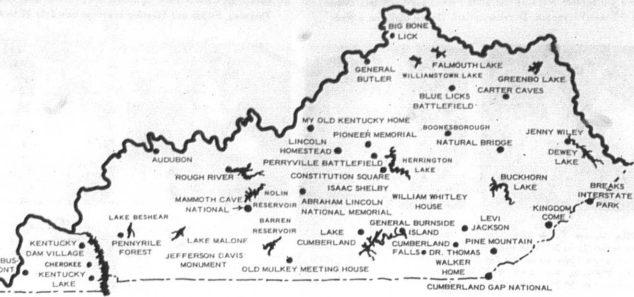 BIG BONE
LICK
GENERAL
BUTLER
FALMOUTH LAKE
WILLIAMSTOWN LAKE
GREENBO LAKE
BLUE LICKS
BATTLEFIELD
CARTER CAVES
MY OLD KENTUCKY HOME
BOONESBOROUGH
PIONEER MEMORIAL
LINCOLN
HOMESTEAD
JENNY WILEY
NATURAL BRIDGE
DEWEY
LAKE
AUDUBON
PERRYVILLE BATTLEFIELD
HERRINGTON
LAKE
ROUGH RIVER
CONSTITUTION SQUARE
ISAAC SHELBY
BUCKHORN
LAKE
BREAKS
INTERSTATE
PARK
NOLIN
RESERVOIR
MAMMOTH CAVE
NATIONAL
ABRAHAM LINCOLN
NATIONAL MEMORIAL
WILLIAM WHITLEY
HOUSE
LAKE BESHEAR
BARREN
RESERVOIR
GENERAL BURNSIDE
ISLAND
LEVI
JACKSON
KINGDOM
COME
LAKE
CUMBERLAND
KENTUCKY
DAM VILLAGE
PENNYRILE
FOREST
LAKE MALONE
CUMBERLAND
FALLS
PINE MOUNTAIN
JEFFERSON DAVIS
MONUMENT
OLD MULKEY MEETING HOUSE
DR. THOMAS
WALKER
HOME
CHEROKEE
KENTUCKY
LAKE
CUMBERLAND GAP NATIONAL